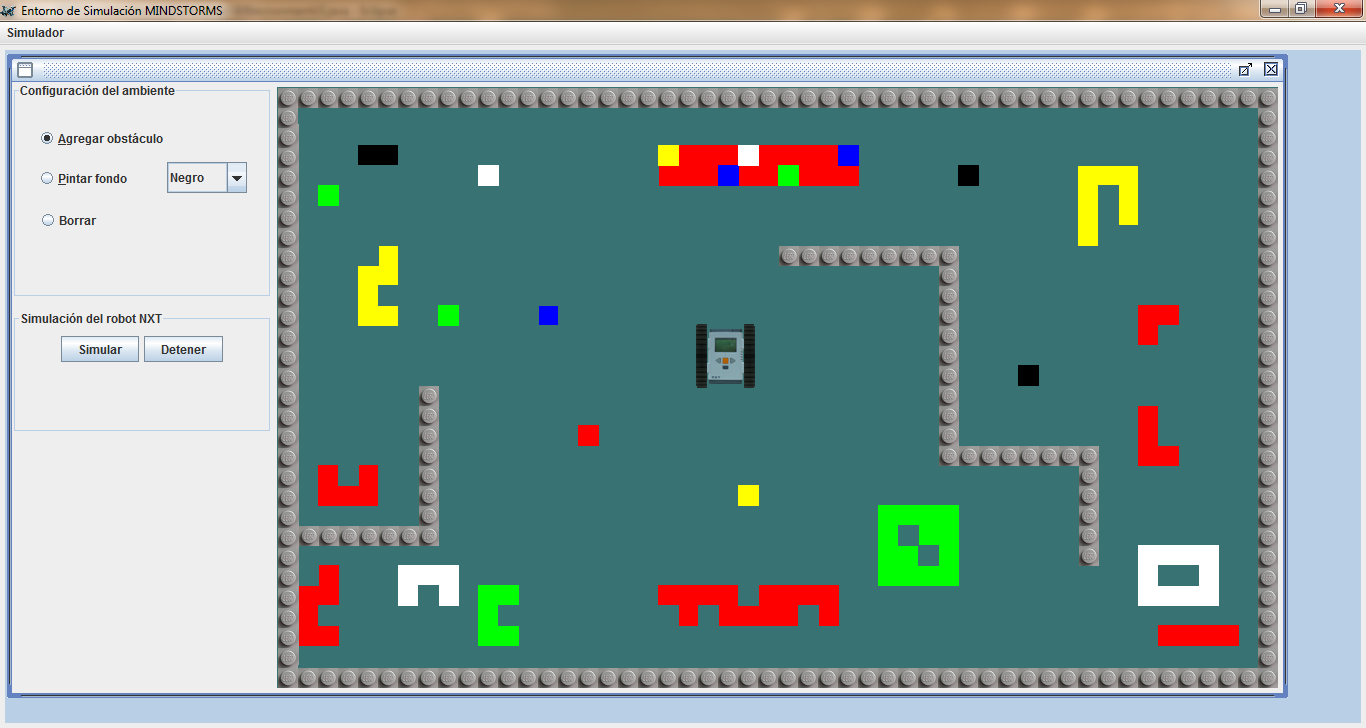 Entorno de Simulación MINDSTORMS
Simulador
Configuración del ambiente
Agregar obstáculo
Pintar fondo
Negro
Borrar
Simulación del robot NXT
Simular
Detener